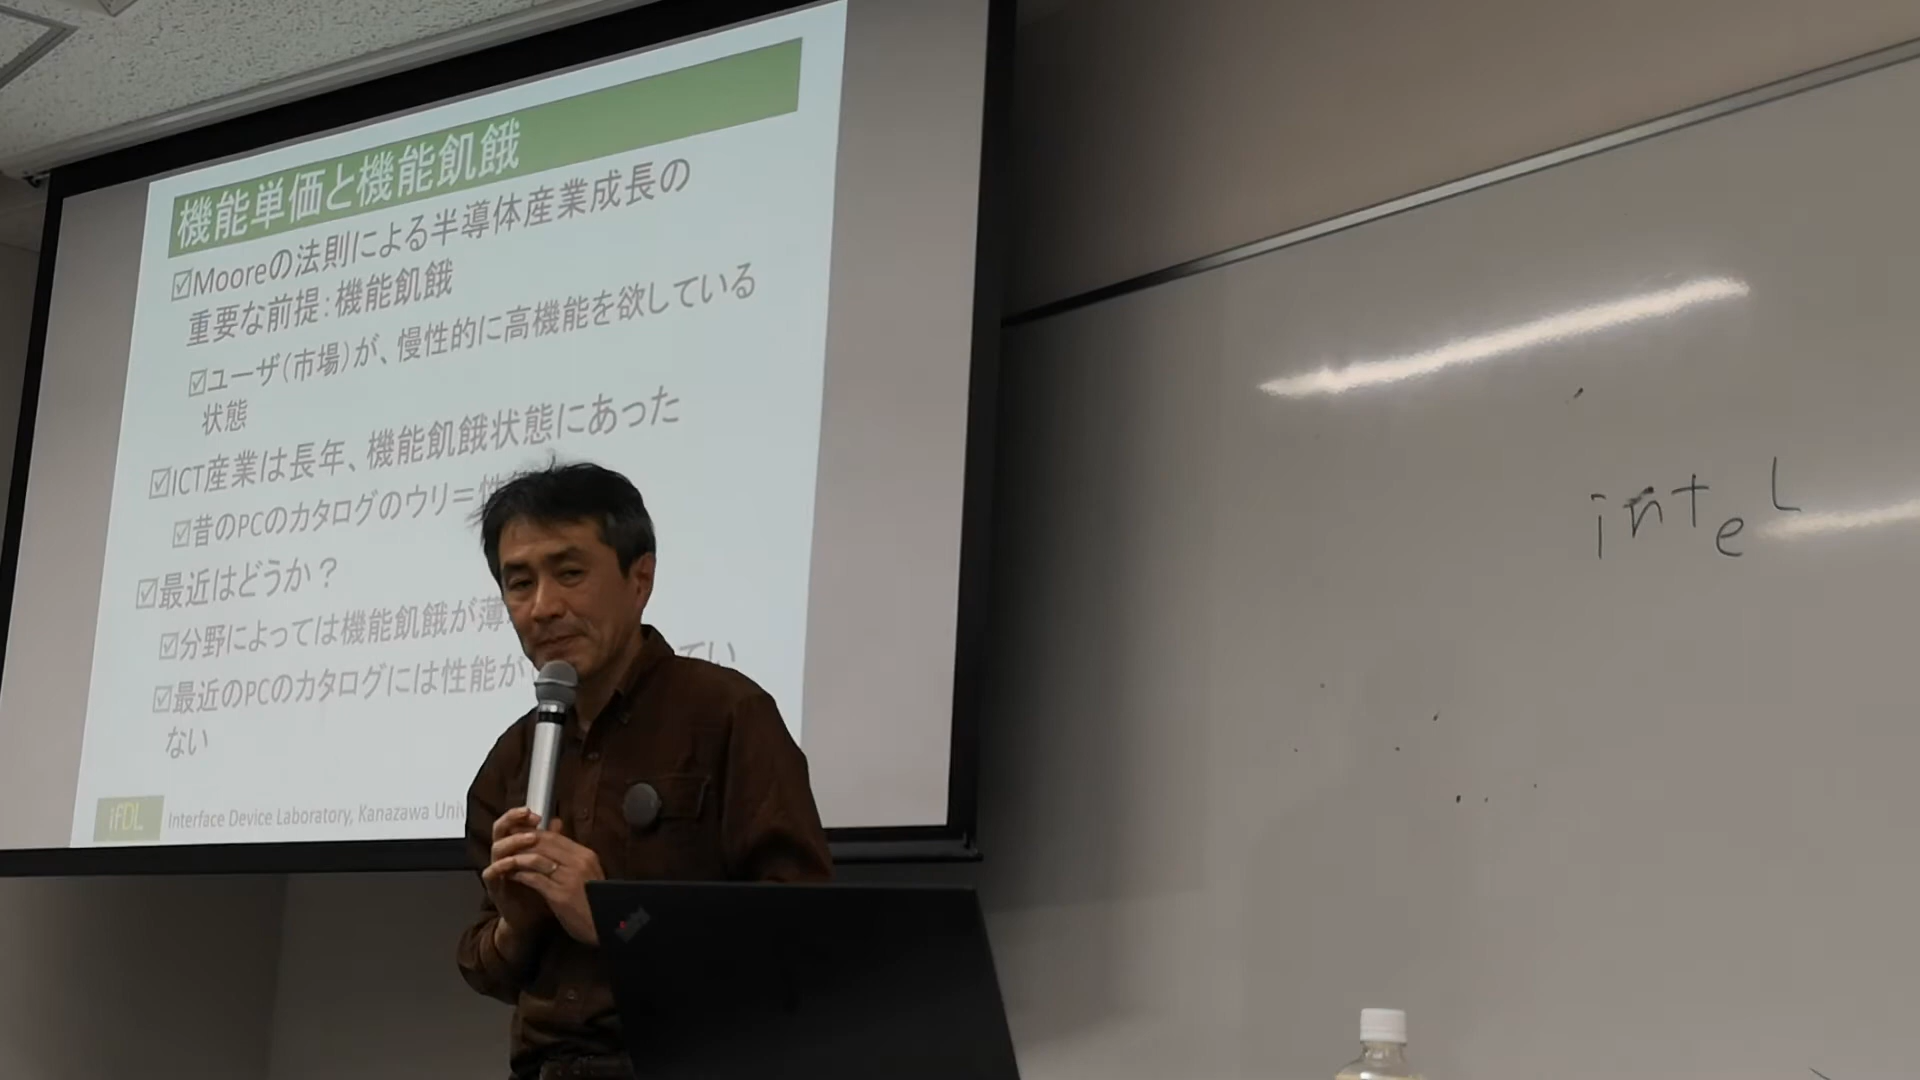 機能単価と機能飢餓
☑Mooreの法則による半導体産業成長の
重要な前提：機能飢餓
☑ユーザ（市場）が、慢性的に高機能を欲している
状態
☑ICT産業は長年、機能飢餓状態にあった
☑昔のPCのカタログのウリ＝性
☑最近はどうか？
☑分野によっては機能飢餓が薄
☑最近のPCのカタログには性能が
てい
ない
ifDL
Interface Device Laboratory, Kanazawa Univ
inteL